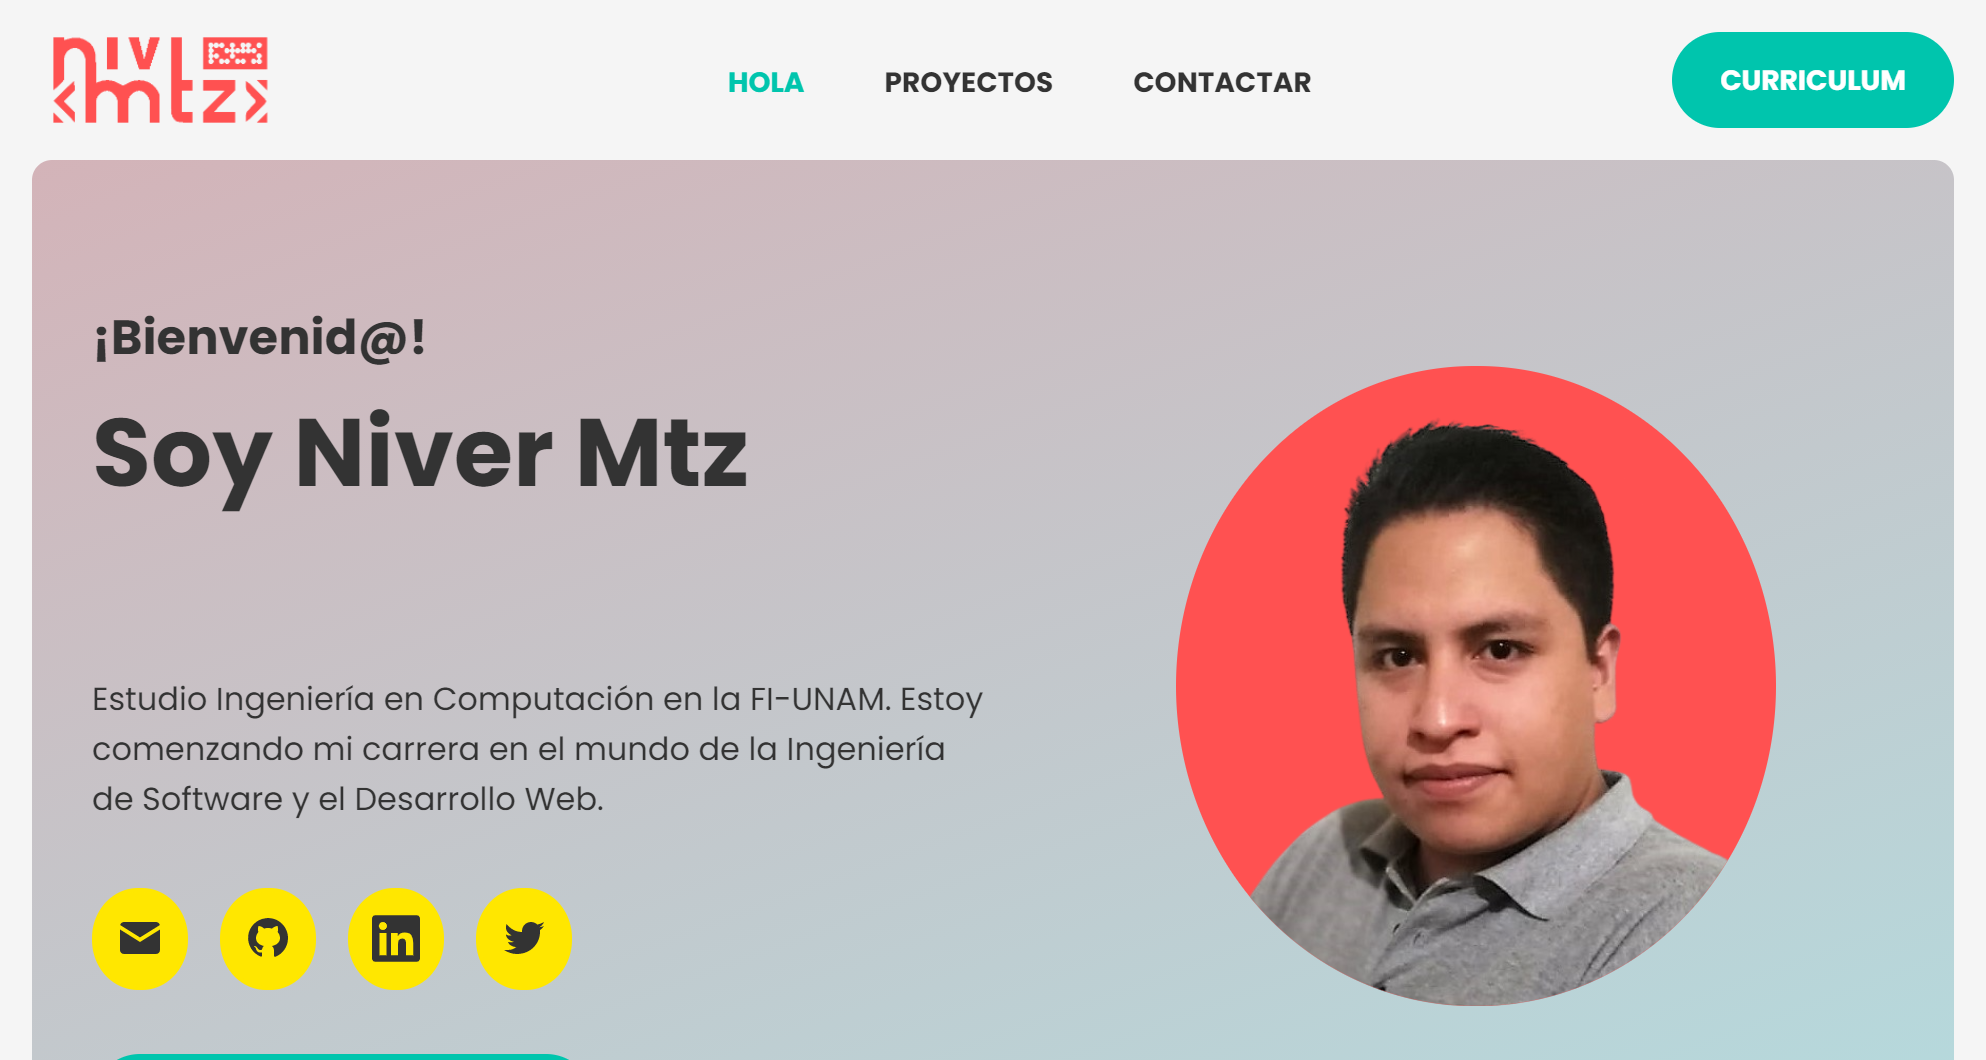 nivi
<mtz>
HOLA
PROYECTOS
CONTACTAR
CURRICULUM
¡Bienvenid@!
Soy Niver Mtz
Estudio Ingeniería en Computación en la FI-UNAM. Estoy
comenzando mi carrera en el mundo de la Ingeniería
de Software y el Desarrollo Web.
in